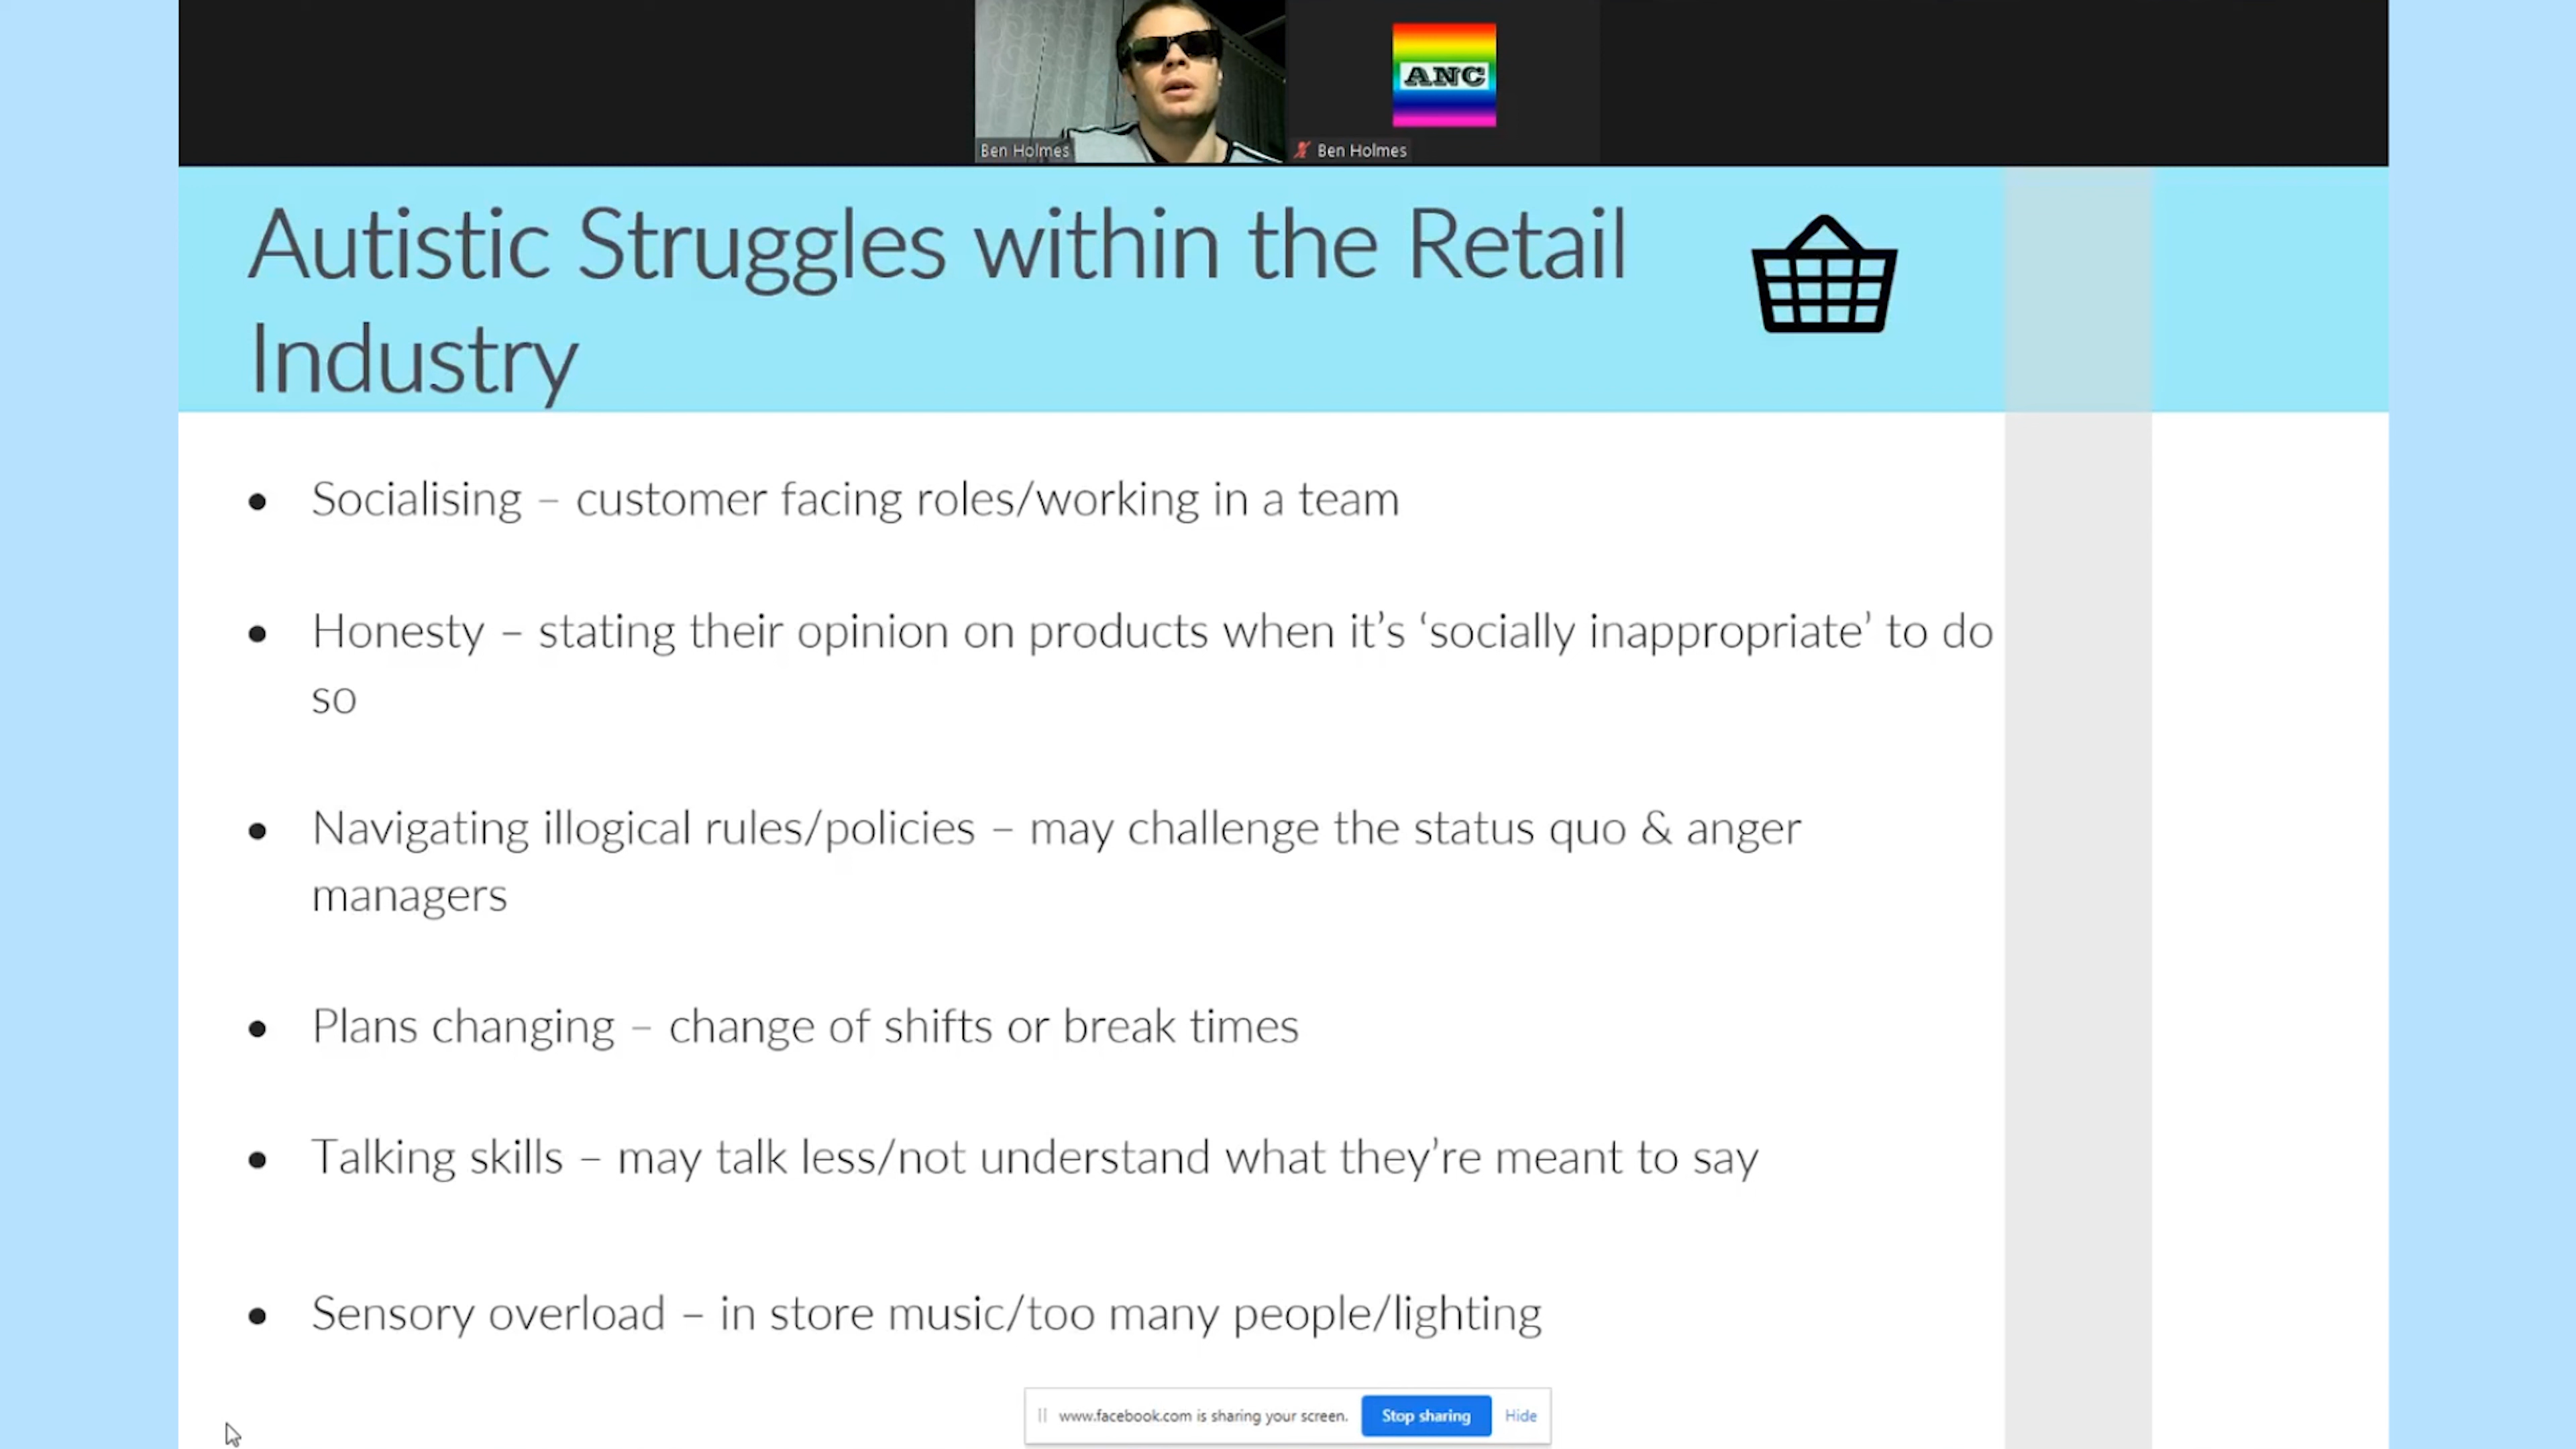 ANC
Ben Holmes
Ben Holmes
Autistic Struggles within the Retail
Industry
• Socialising – customer facing roles/working in a team
• Honesty – stating their opinion on products when it’s ‘socially inappropriate’ to do
so
• Navigating illogical rules/policies – may challenge the status quo & anger
managers
• Plans changing – change of shifts or break times
• Talking skills – may talk less/not understand what they’re meant to say
• Sensory overload – in store music/too many people/lighting
www.facebook.com is sharing your screen. Stop sharing Hide